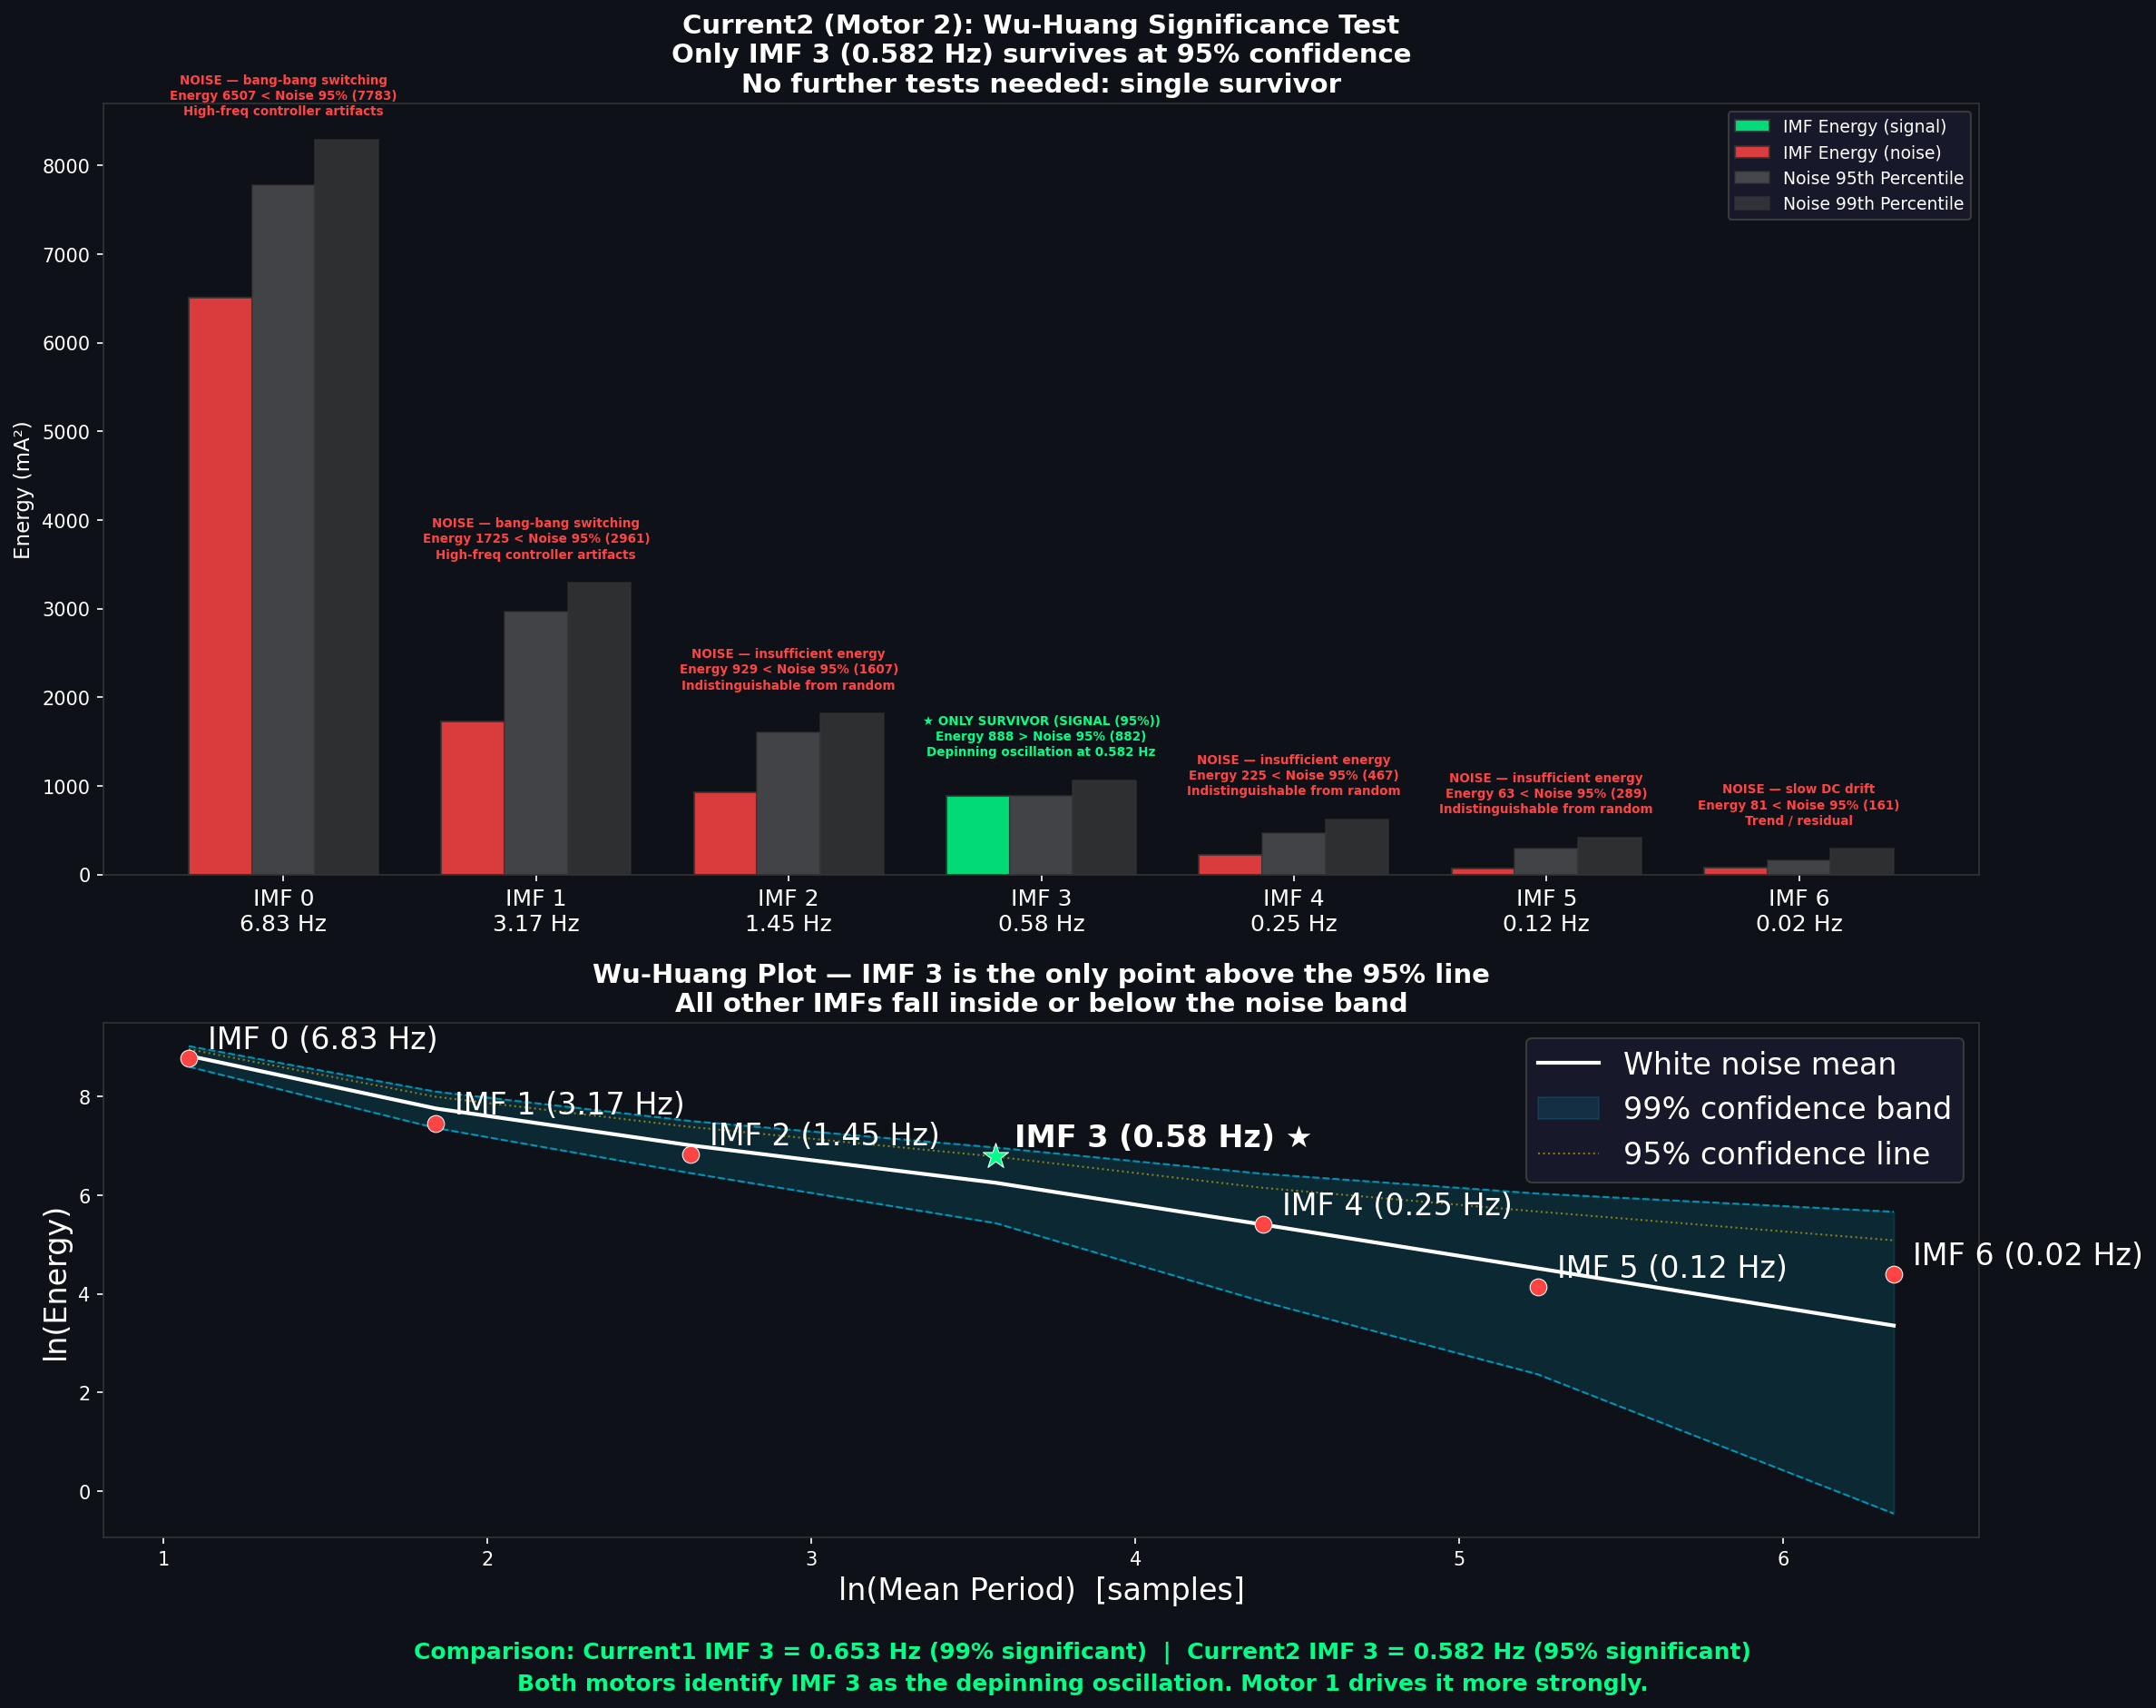 Current2 (Motor 2): Wu-Huang Significance Test
Only IMF 3 (0.582 Hz) survives at 95% confidence
No further tests needed: single survivor
NOISE — bang-bang switching
Energy 6507 < Noise 95% (7783)
High-freq controller artifacts
IMF Energy (signal)
IMF Energy (noise)
Noise 95th Percentile
Noise 99th Percentile
Energy (mA²)
8000
7000
6000
5000
4000
3000
2000
1000
0
NOISE — bang-bang switching
Energy 1725 < Noise 95% (2961)
High-freq controller artifacts
NOISE — insufficient energy
Energy 929 < Noise 95% (1607)
Indistinguishable from random
★ ONLY SURVIVOR (SIGNAL (95%))
Energy 888 > Noise 95% (882)
Depinning oscillation at 0.582 Hz
NOISE — insufficient energy
Energy 225 < Noise 95% (467)
Indistinguishable from random
NOISE — insufficient energy
Energy 63 < Noise 95% (289)
Indistinguishable from random
NOISE — slow DC drift
Energy 81 < Noise 95% (161)
Trend / residual
IMF 0
6.83 Hz
IMF 1
3.17 Hz
IMF 2
1.45 Hz
IMF 3
0.58 Hz
IMF 4
0.25 Hz
IMF 5
0.12 Hz
IMF 6
0.02 Hz
Wu-Huang Plot — IMF 3 is the only point above the 95% line
All other IMFs fall inside or below the noise band
IMF 0 (6.83 Hz)
IMF 1 (3.17 Hz)
IMF 2 (1.45 Hz)
IMF 3 (0.58 Hz) ★
IMF 4 (0.25 Hz)
IMF 5 (0.12 Hz)
IMF 6 (0.02 Hz)
White noise mean
99% confidence band
95% confidence line
ln(Energy)
8
6
4
2
0
1
2
3
4
5
6
ln(Mean Period) [samples]
Comparison: Current1 IMF 3 = 0.653 Hz (99% significant) | Current2 IMF 3 = 0.582 Hz (95% significant)
Both motors identify IMF 3 as the depinning oscillation. Motor 1 drives it more strongly.